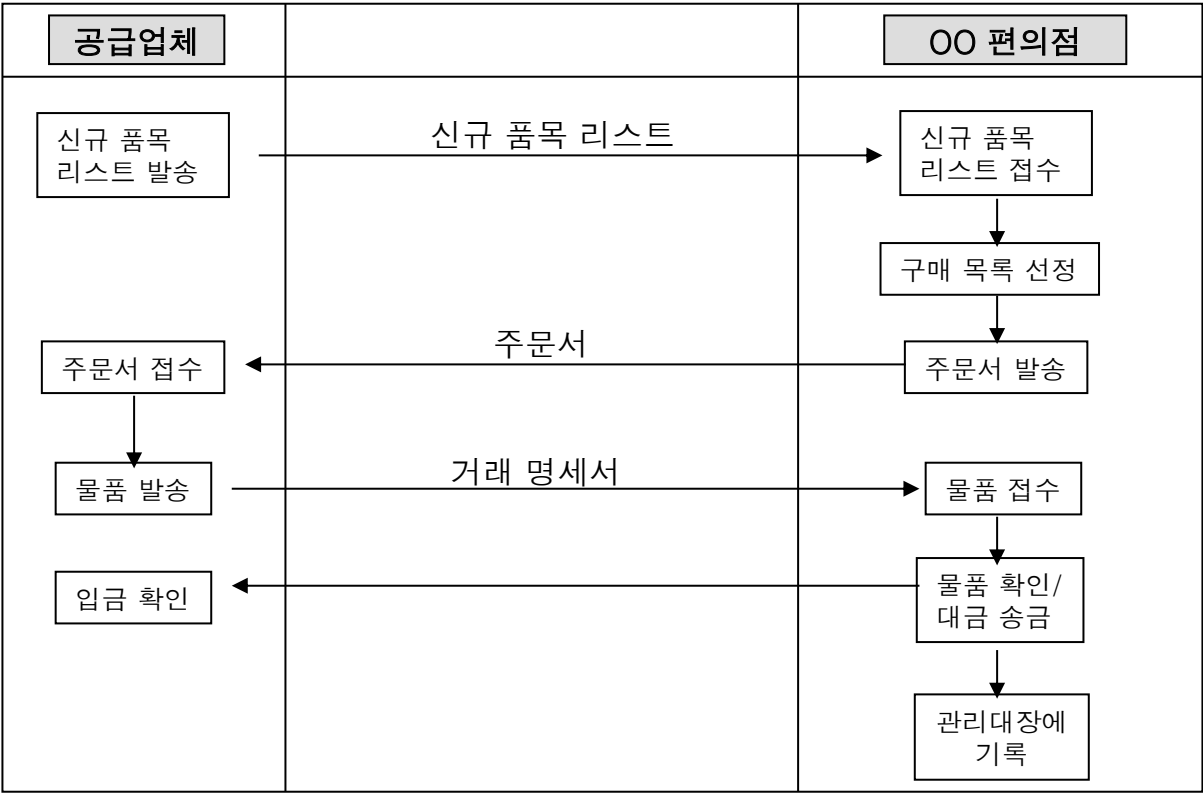 공급업체
OO 편의점
신규 품목
리스트 발송
신규 품목 리스트
신규 품목
리스트 접수
구매 목록 선정
주문서 접수
주문서
주문서 발송
물품 발송
거래 명세서
물품 접수
입금 확인
물품 확인/
대금 송금
관리대장에
기록